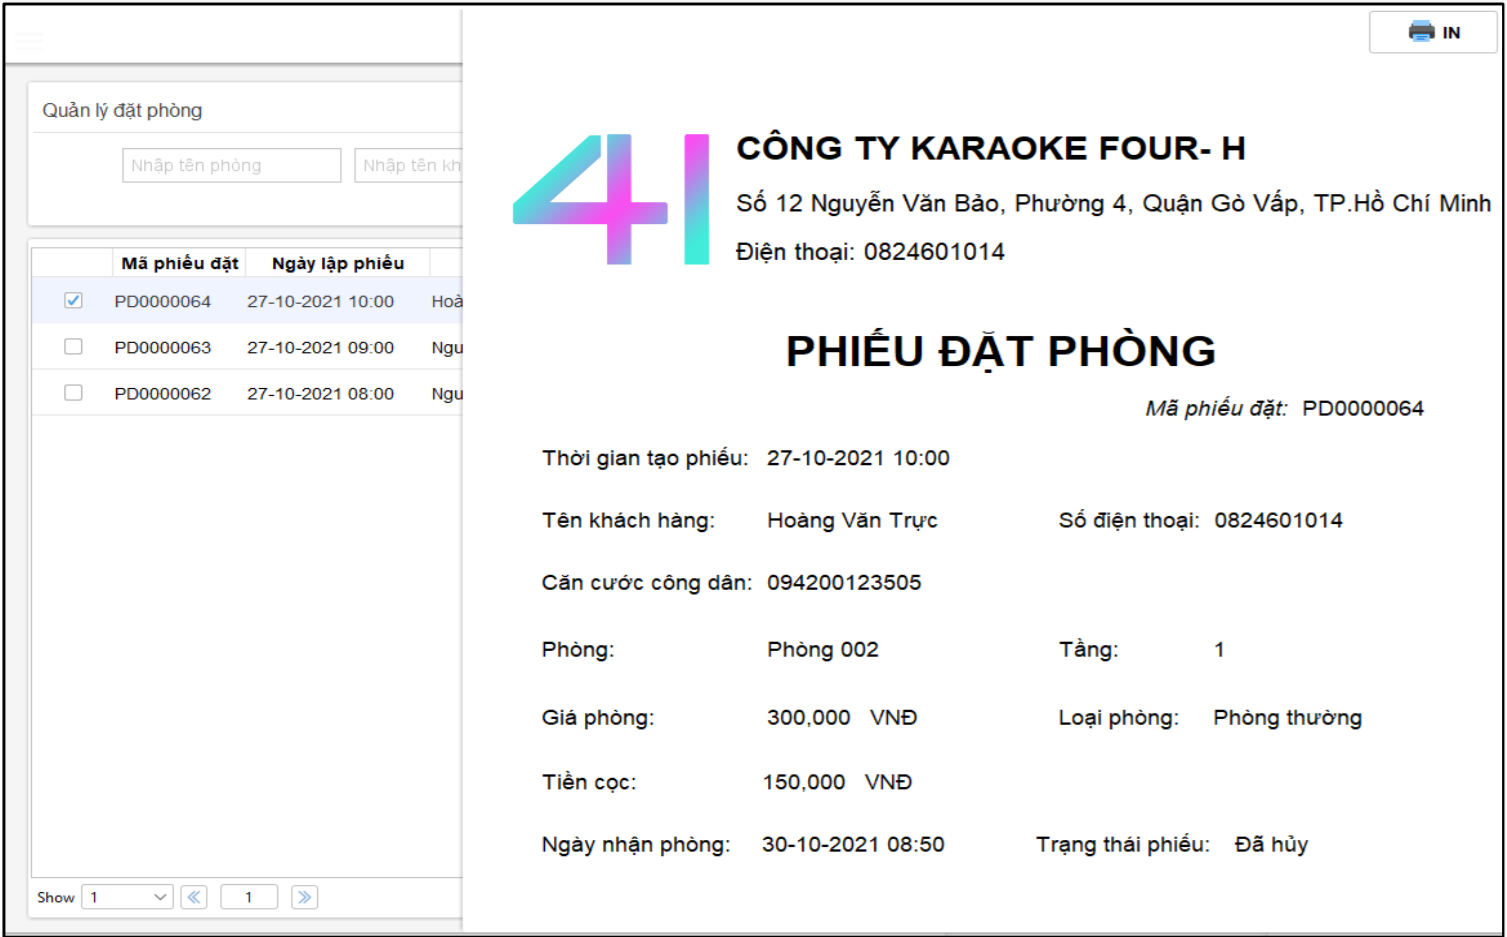 IN
Quản lý đặt phòng
Nhập tên phòng Nhập tên kh
Mã phiếu đặt Ngày lập phiếu
PD0000064 27-10-2021 10:00 Hoà
PD0000063 27-10-2021 09:00 Ngu
PD0000062 27-10-2021 08:00 Ngu
Show 1 1
4H
CÔNG TY KARAOKE FOUR- H
Số 12 Nguyễn Văn Bảo, Phường 4, Quận Gò Vấp, TP.Hồ Chí Minh
Điện thoại: 0824601014
PHIẾU ĐẶT PHÒNG
Mã phiếu đặt: PD0000064
Thời gian tạo phiếu: 27-10-2021 10:00
Tên khách hàng: Hoàng Văn Trực Số điện thoại: 0824601014
Căn cước công dân: 094200123505
Phòng: Phòng 002 Tầng: 1
Giá phòng: 300,000 VNĐ Loại phòng: Phòng thường
Tiền cọc: 150,000 VNĐ
Ngày nhận phòng: 30-10-2021 08:50 Trạng thái phiếu: Đã hủy